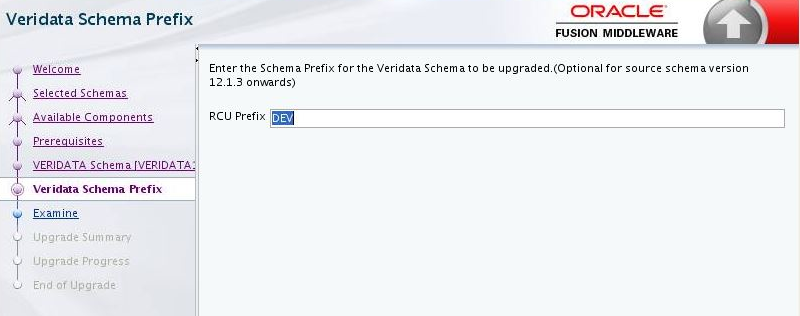 Veridata Schema Prefix
ORACLE
FUSION MIDDLEWARE
Welcome
Selected Schemas
Available Components
Prerequisites
VERIDATA Schema [VERIDATA1
Veridata Schema Prefix
Examine
Upgrade Summary
Upgrade Progress
End of Upgrade
Enter the Schema Prefix for the Veridata Schema to be upgraded.(Optional for source schema version
12.1.3 onwards)
RCU Prefix DEV